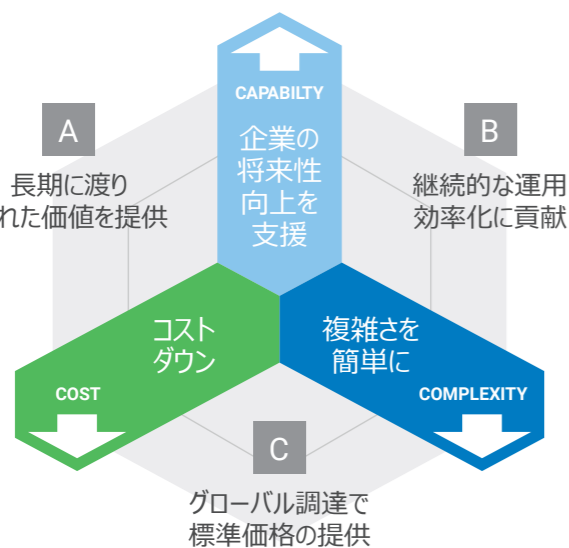 CAPABILTY
企業の
将来性
向上を
支援
A
長期に渡り
れた価値を提供
B
継続的な運用
効率化に貢献
コスト
ダウン
COST
複雑さを
簡単に
COMPLEXITY
C
グローバル調達で
標準価格の提供